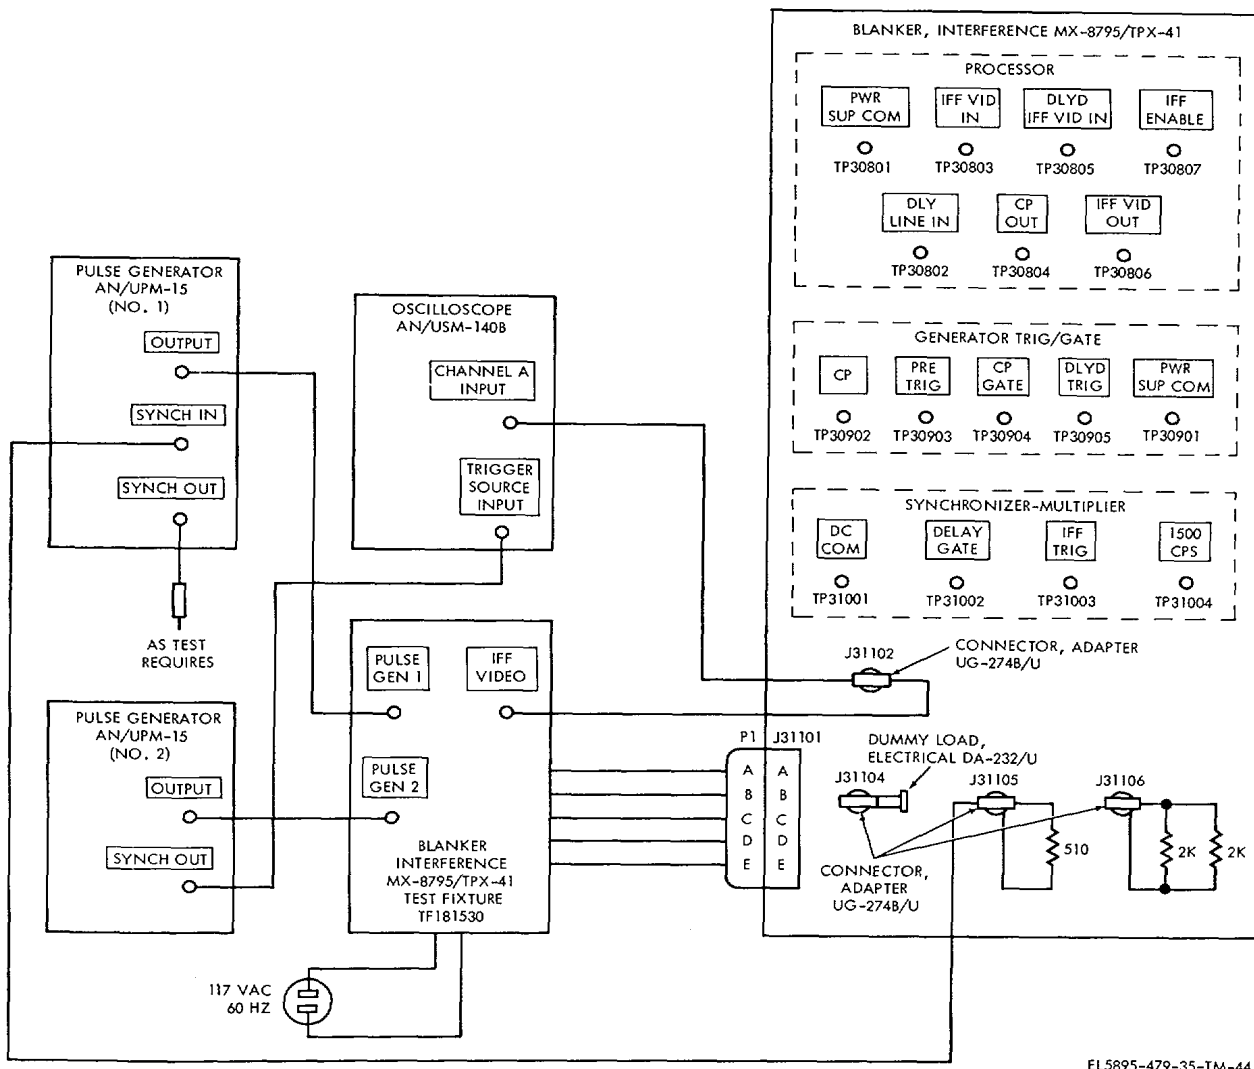 BLANKER, INTERFERENCE MX-8795/TPX-41
PROCESSOR
PWR
SUP COM
IFF VID
IN
DLYD
IFF VID IN
IFF
ENABLE
TP30801
TP30803
TP30805
TP30807
DLY
LINE IN
CP
OUT
IFF VID
OUT
TP30802
TP30804
TP30806
GENERATOR TRIG/GATE
CP
PRE
TRIG
CP
GATE
DLYD
TRIG
PWR
SUP COM
TP30902
TP30903
TP30904
TP30905
TP30901
SYNCHRONIZER-MULTIPLIER
DC
COM
DELAY
GATE
IFF
TRIG
1500
CPS
TP31001
TP31002
TP31003
TP31004
PULSE GENERATOR
AN/UPM-15
(NO. 1)
OUTPUT
SYNCH IN
SYNCH OUT
AS TEST
REQUIRES
OSCILLOSCOPE
AN/USM-140B
CHANNEL A
INPUT
TRIGGER
SOURCE
INPUT
PULSE GENERATOR
AN/UPM-15
(NO. 2)
OUTPUT
SYNCH OUT
PULSE
GEN 1
IFF
VIDEO
PULSE
GEN 2
BLANKER
INTERFERENCE
MX-8795/TPX-41
TEST FIXTURE
TF181530
117 VAC
60 HZ
J31102
CONNECTOR, ADAPTER
UG-274B/U
P1 J31101
A A
B B
C C
D D
E E
DUMMY LOAD,
ELECTRICAL DA-232/U
J31104
J31105
J31106
510
2K
2K
CONNECTOR,
ADAPTER
UG-274B/U
EL5895-479-35-TM-44